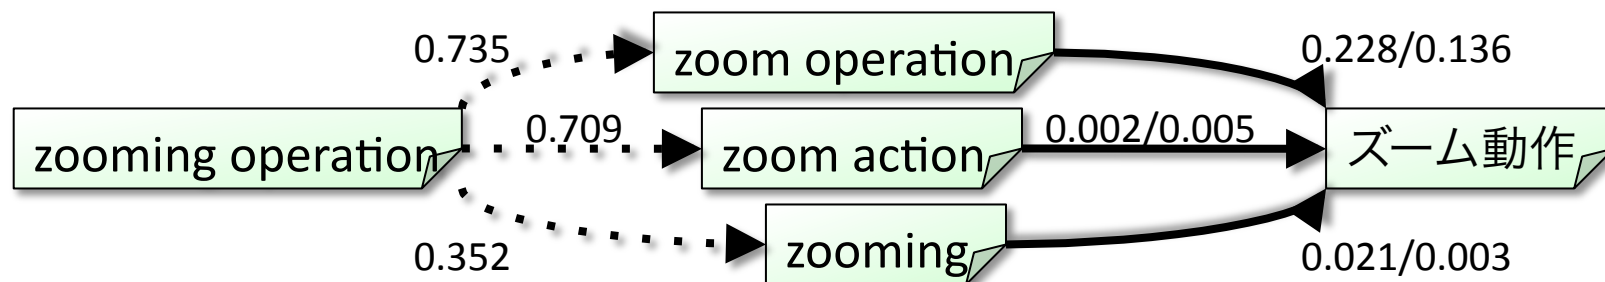 0.735
zoom operation
0.228/0.136
zooming operation
0.709
zoom action
0.002/0.005
ズーム動作
0.352
zooming
0.021/0.003